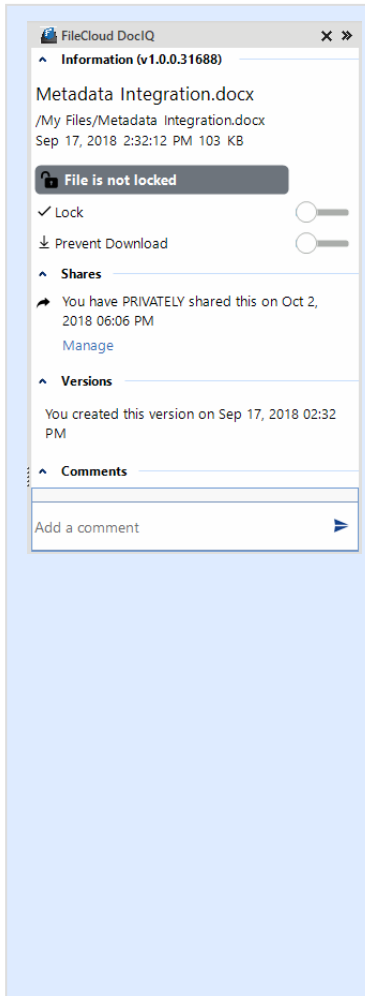 FileCloud DocIQ
Information (v1.0.0.31688)
Metadata Integration.docx
/My Files/Metadata Integration.docx
Sep 17, 2018 2:32:12 PM 103 KB
File is not locked
Lock
Prevent Download
Shares
You have PRIVATELY shared this on Oct 2,
2018 06:06 PM
Manage
Versions
You created this version on Sep 17, 2018 02:32
PM
Comments
Add a comment